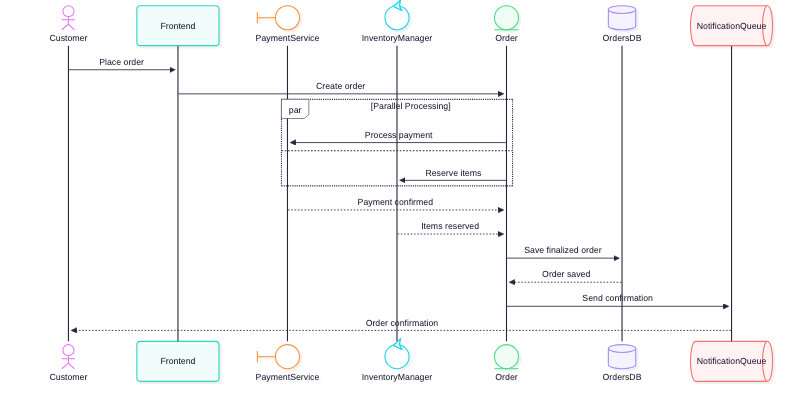 Customer
Frontend
PaymentService
InventoryManager
Order
OrdersDB
NotificationQueue
Place order
Create order
par
[Parallel Processing]
Process payment
Reserve items
Payment confirmed
Items reserved
Save finalized order
Order saved
Send confirmation
Order confirmation
Customer
Frontend
PaymentService
InventoryManager
Order
OrdersDB
NotificationQueue